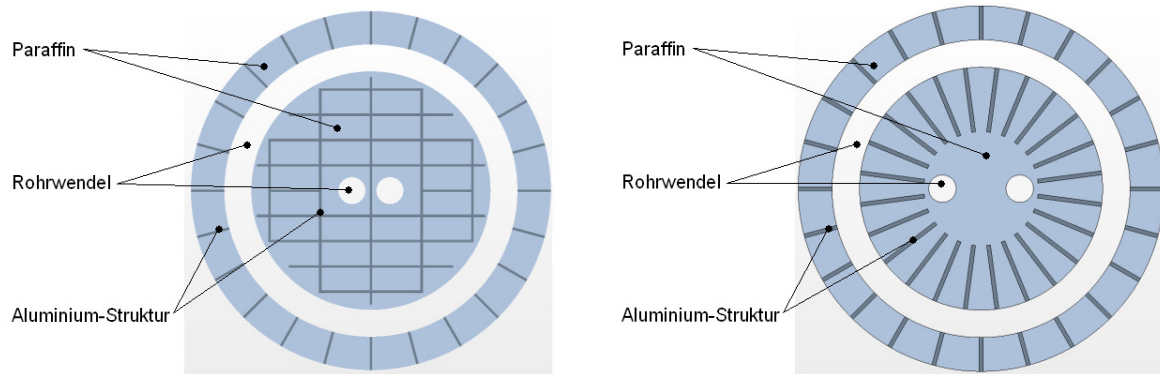 Paraffin
Rohrwendel
Aluminium-Struktur
Paraffin
Rohrwendel
Aluminium-Struktur